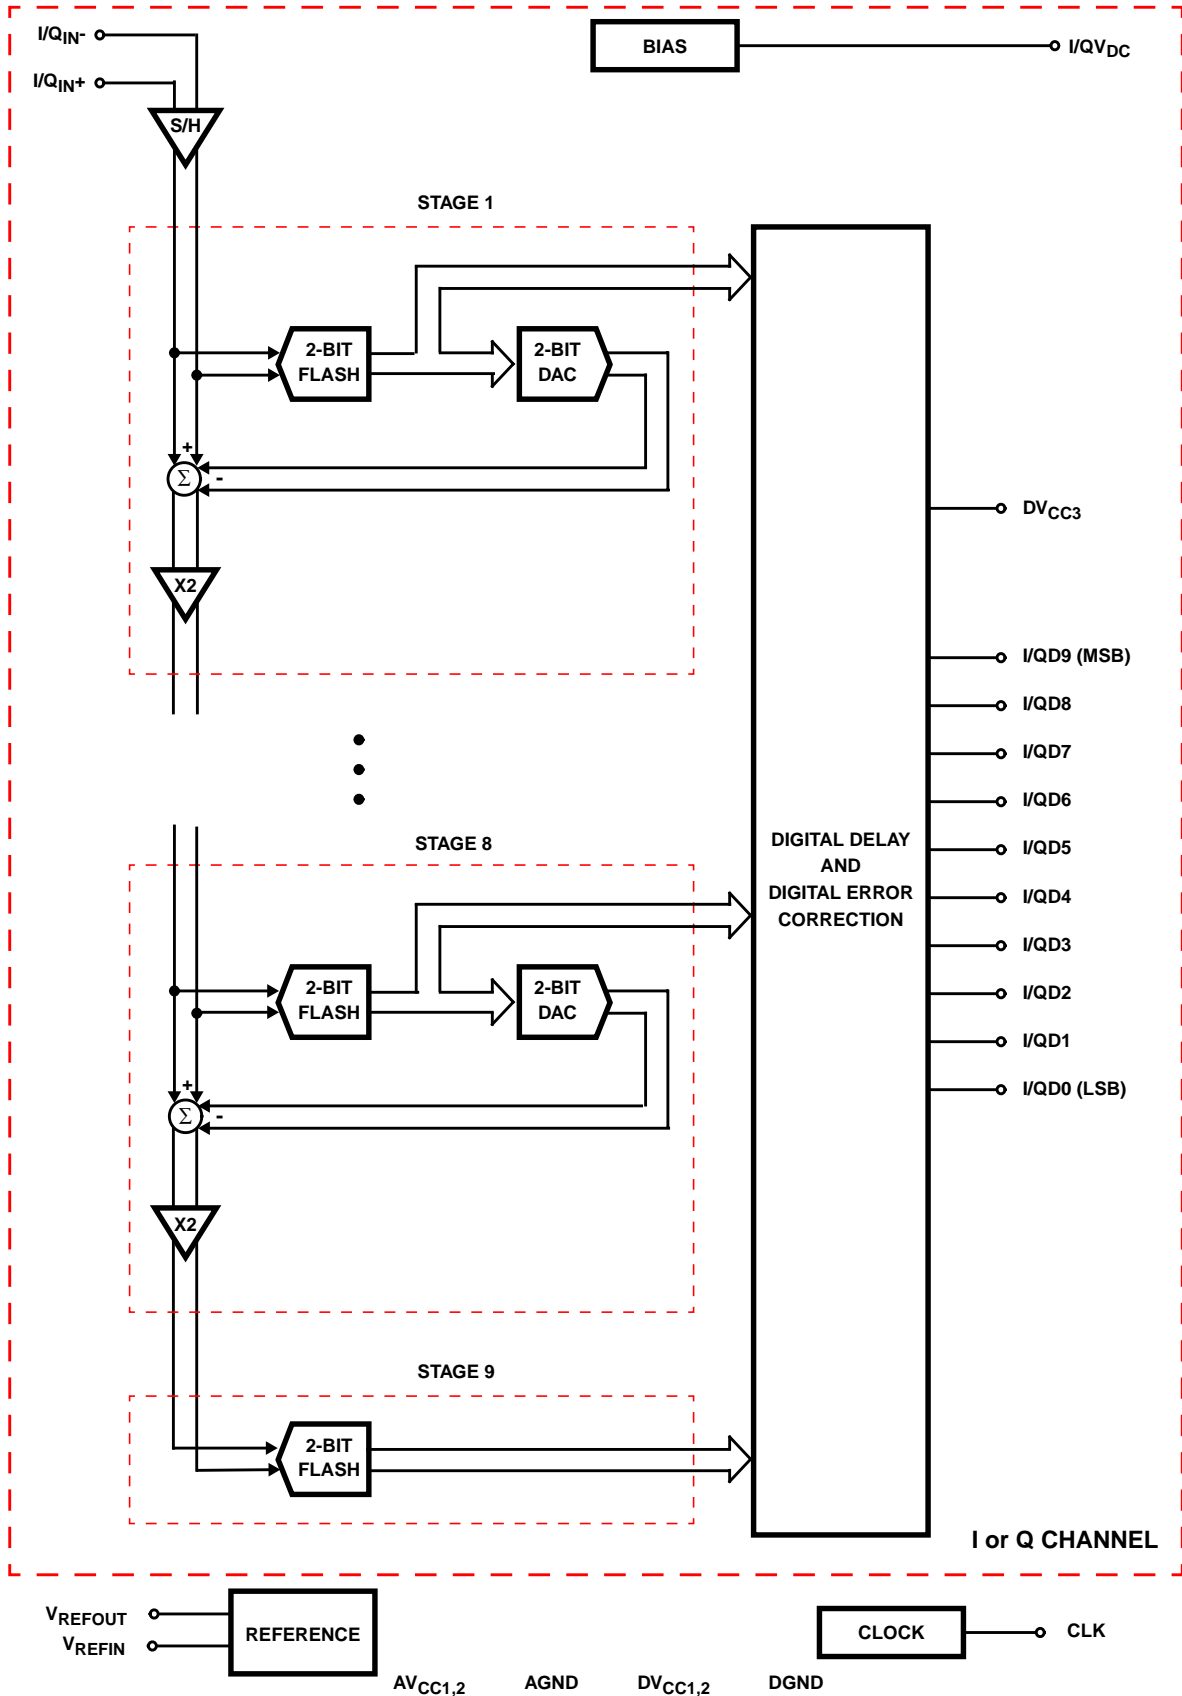 I/QIN-
I/QIN+
BIAS
I/QVDC
S/H
STAGE 1
2-BIT
FLASH
2-BIT
DAC
+
Σ
-
X2
DVCC3
I/QD9 (MSB)
I/QD8
I/QD7
I/QD6
I/QD5
I/QD4
I/QD3
I/QD2
I/QD1
I/QD0 (LSB)
DIGITAL DELAY
AND
DIGITAL ERROR
CORRECTION
STAGE 8
2-BIT
FLASH
2-BIT
DAC
+
Σ
-
X2
STAGE 9
2-BIT
FLASH
I or Q CHANNEL
VREFOUT
VREFIN
REFERENCE
CLOCK
CLK
AVCC1,2
AGND
DVCC1,2
DGND